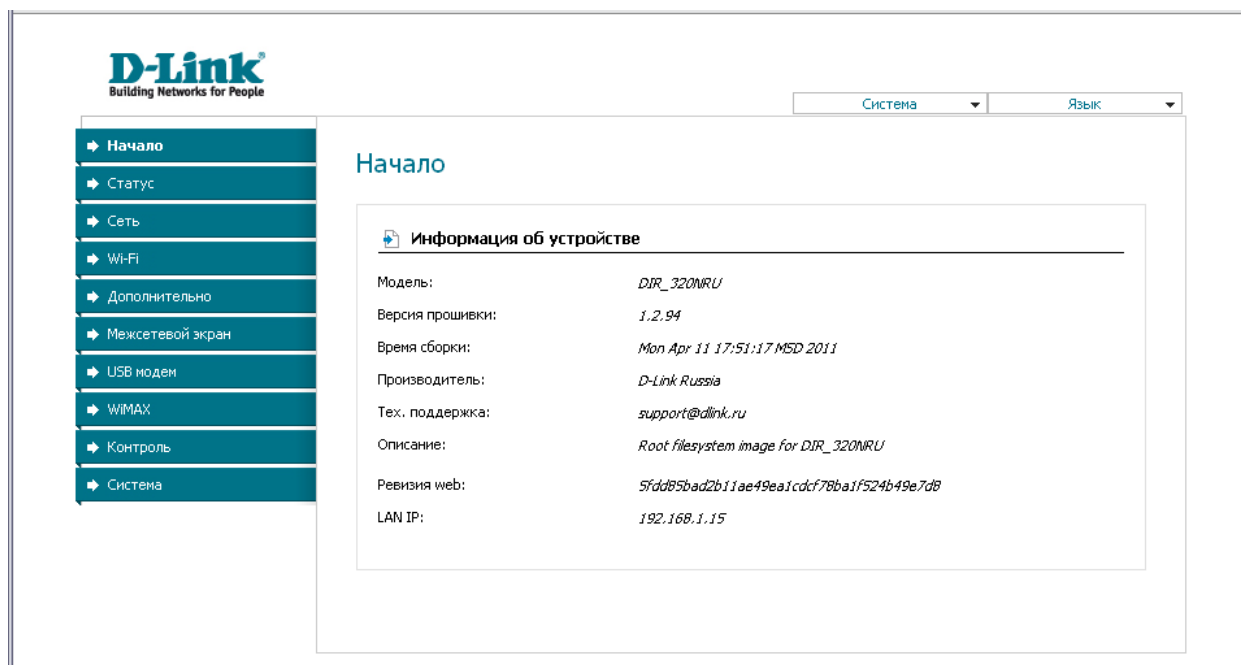 D-Link
Building Networks for People
Система
Язык
Начало
Статус
Сеть
Wi-Fi
Дополнительно
Межсетевой экран
USB модем
WiMAX
Контроль
Система
Начало
Информация об устройстве
Модель: DIR_320NRU
Версия прошивки: 1.2.94
Время сборки: Mon Apr 11 17:51:17 MSD 2011
Производитель: D-Link Russia
Тех. поддержка: support@dlink.ru
Описание: Root filesystem image for DIR_320NRU
Ревизия web: 5fdd85bad2b11ae49ea1cdcf78ba1f524b49e7d8
LAN IP: 192.168.1.15